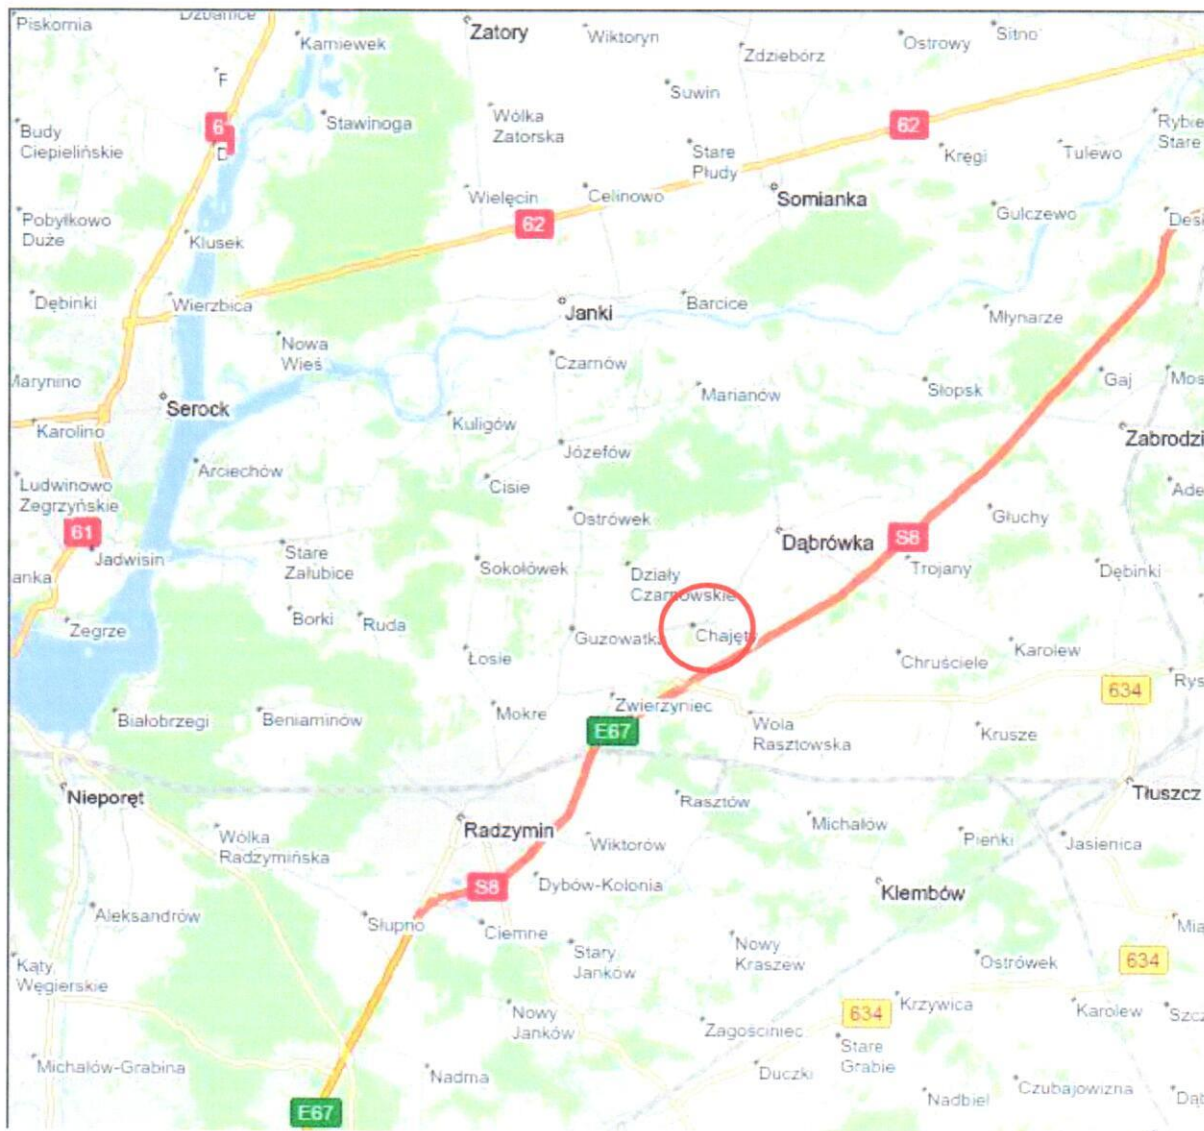 Piskornia
Dzbanice
Kamiewek
Zatory
Wiktoryn
Zdziebórz
Ostrowy
Sitno
F
Suwin
6
D
Stawinoga
Wólka
Zatorska
62
Budy
Ciepielińskie
Stare
Płudy
Kręgi
Tulewo
Stare
Wielęcin
Celinowo
Somianka
Gulczewo
Pobyłkowo
Duże
Klusek
62
Dębinki
Wierzbica
Janki
Barcice
Młynarze
Nowa
Wieś
Czarnów
Marianów
Słopsk
Gaj
Serock
Karolino
Kuligów
Józefów
Arciechów
Cisie
Ludwinowo
Zegrzyńskie
Ostrówek
Głuchy
61
Jadwisin
Stare
Załubice
Sokołówek
Dąbrówka
S8
Trojany
Dębinki
Działy
Czarnowskie
Borki
Ruda
Zegrze
Guzowatka
Chajęty
Łosie
Chruściele
Karolew
634
Białobrzegi
Beniaminów
Mokre
Zwierzyniec
E67
Wola
Rasztowska
Krusze
Nieporęt
Rasztów
Tłuszcz
Radzymin
Michałów
Wólka
Radzymińska
Wiktorów
Pieńki
Jasienica
S8
Dybów-Kolonia
Klembów
Aleksandrów
Słupno
Ciemne
Stary
Janków
Nowy
Kraszew
Ostrówek
634
Kąty
Węgierskie
Nowy
Janków
Zagościniec
634
Krzywica
Karolew
Stare
Grabie
Michałów-Grabina
Nadma
Duczki
Nadbiel
Czubajowizna
E67